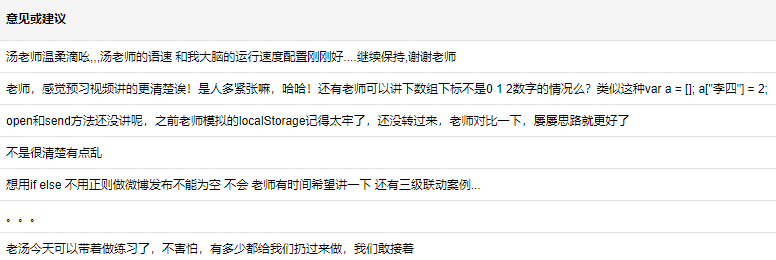 意见或建议
汤老师温柔滴吆,,,汤老师的语速 和我大脑的运行速度配置刚刚好....继续保持,谢谢老师
老师，感觉预习视频讲的更清楚诶！是人多紧张嘛，哈哈！还有老师可以讲下数组下标不是0 1 2数字的情况么？类似这种var a = []; a["李四"] = 2;
open和send方法还没讲呢，之前老师模拟的localStorage记得太牢了，还没转过来，老师对比一下，屡屡思路就更好了
不是很清楚有点乱
想用if else 不用正则做微博发布不能为空 不会 老师有时间希望讲一下 还有三级联动案例...
。。。
老汤今天可以带着做练习了，不害怕，有多少都给我们扔过来做，我们敢接着